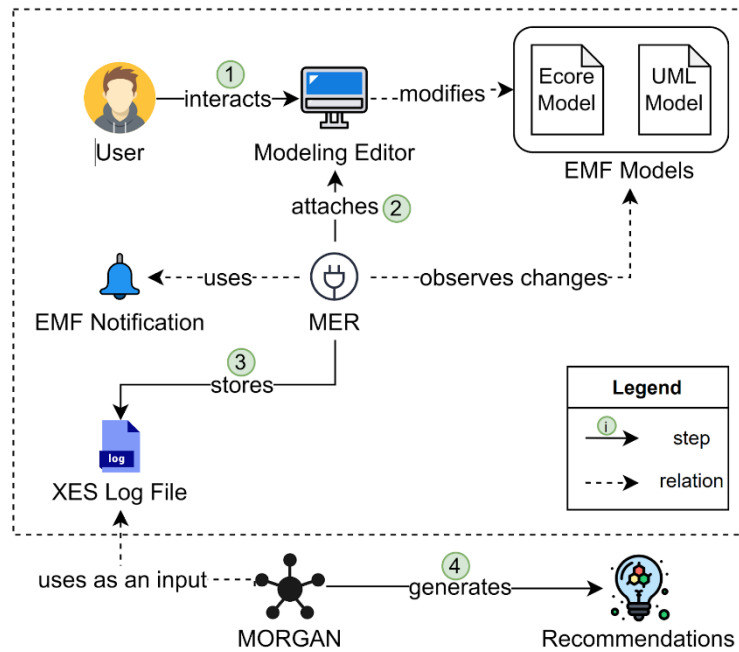 1
interacts
modifies
Ecore
Model
UML
Model
User
Modeling Editor
EMF Models
attaches
2
uses
observes changes
EMF Notification
MER
3
stores
Legend
i
step
relation
log
XES Log File
uses as an input
4
generates
MORGAN
Recommendations